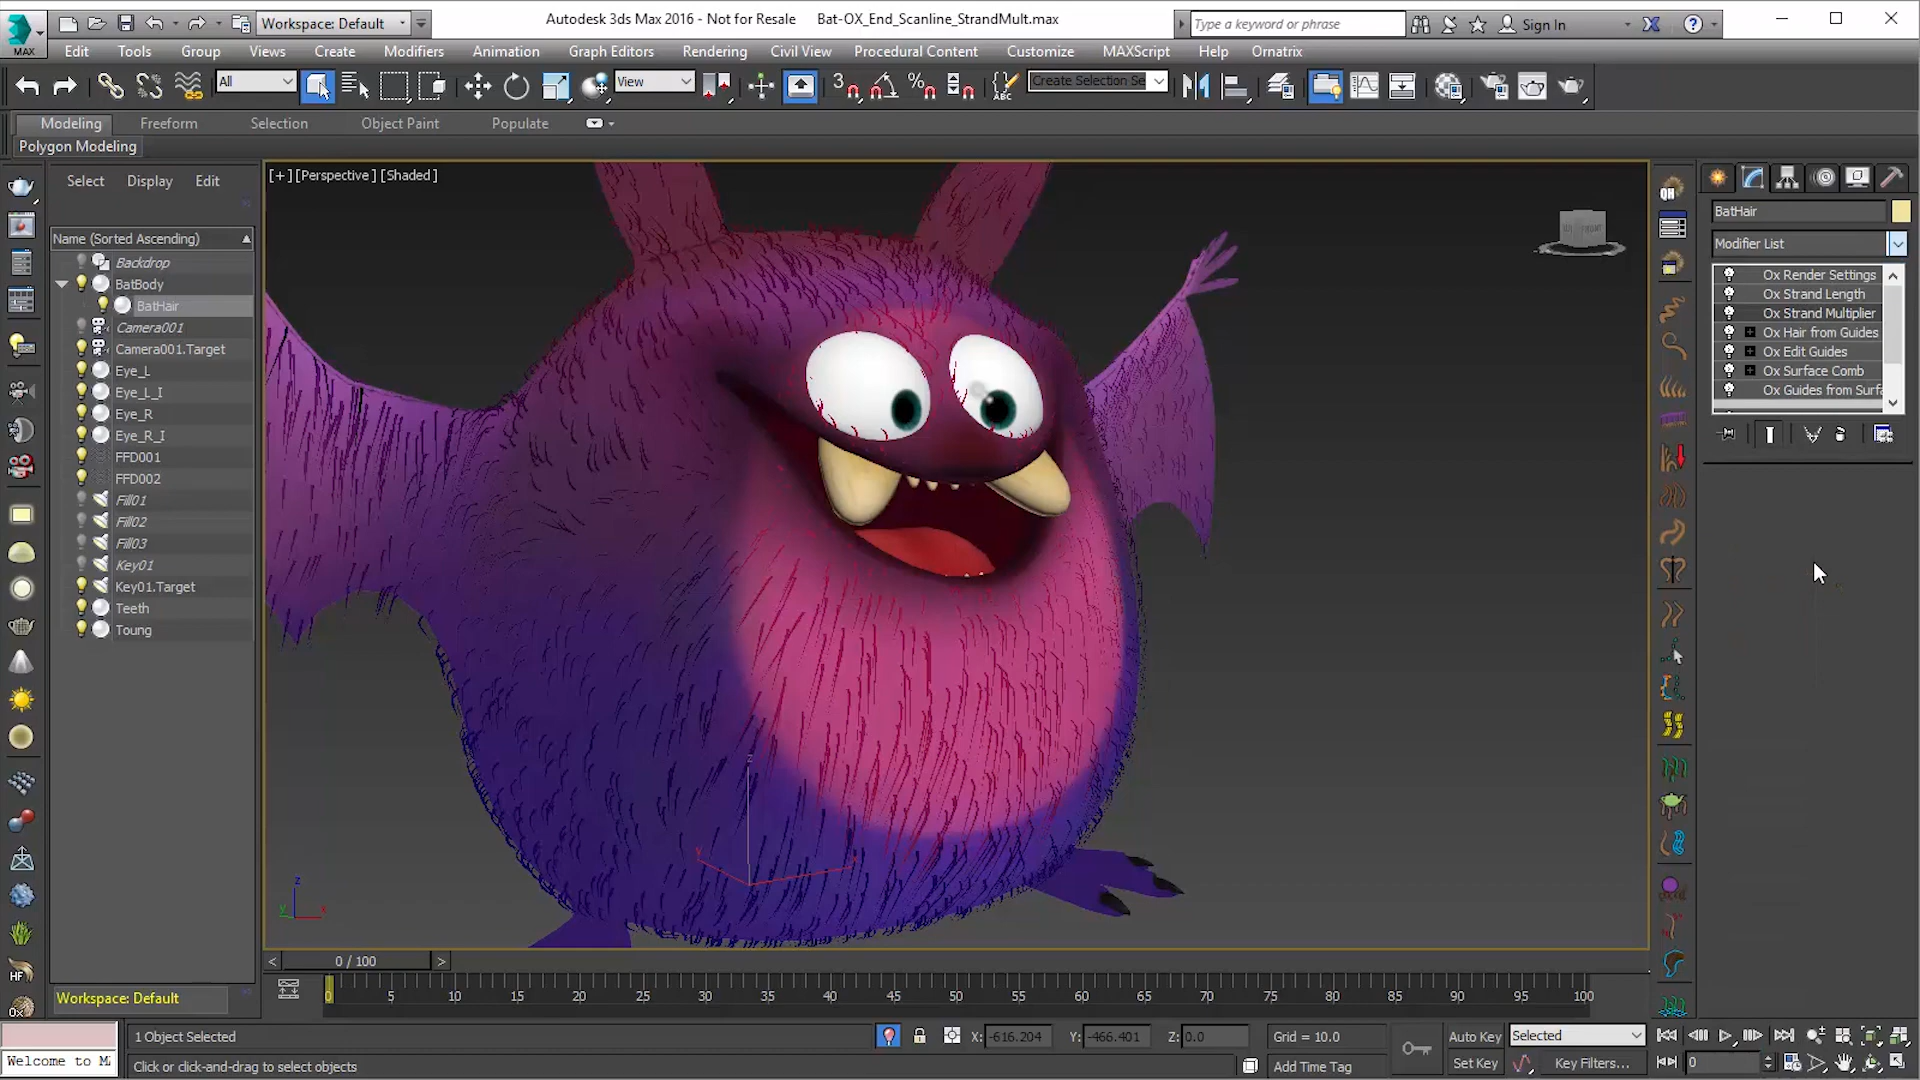 MAX
Workspace: Default
Autodesk 3ds Max 2016 - Not for Resale
Bat-OX_End_Scanline_StrandMult.max
Type a keyword or phrase
Sign In
Edit
Tools
Group
Views
Create
Modifiers
Animation
Graph Editors
Rendering
Civil View
Procedural Content
Customize
MAXScript
Help
Ornatrix
All
View
3
ABC
Create Selection Se
Modeling
Freeform
Selection
Object Paint
Populate
Polygon Modeling
Select
Display
Edit
[+] [Perspective] [Shaded]
Name (Sorted Ascending)
Backdrop
BatBody
BatHair
Camera001
Camera001.Target
Eye_L
Eye_L_I
Eye_R
Eye_R_I
FFD001
FFD002
Fill01
Fill02
Fill03
Key01
Key01.Target
Teeth
Toung
BatHair
Modifier List
Ox Render Settings
Ox Strand Length
Ox Strand Multiplier
Ox Hair from Guides
Ox Edit Guides
Ox Surface Comb
Ox Guides from Surfa
HF
z
x
y
0 / 100
Workspace: Default
0 5 10 15 20 25 30 35 40 45 50 55 60 65 70 75 80 85 90 95 100
1 Object Selected
X: -616.204
Y: -466.401
Z: 0.0
Grid = 10.0
Auto Key
Selected
Welcome to M
Click or click-and-drag to select objects
Add Time Tag
Set Key
Key Filters...
0